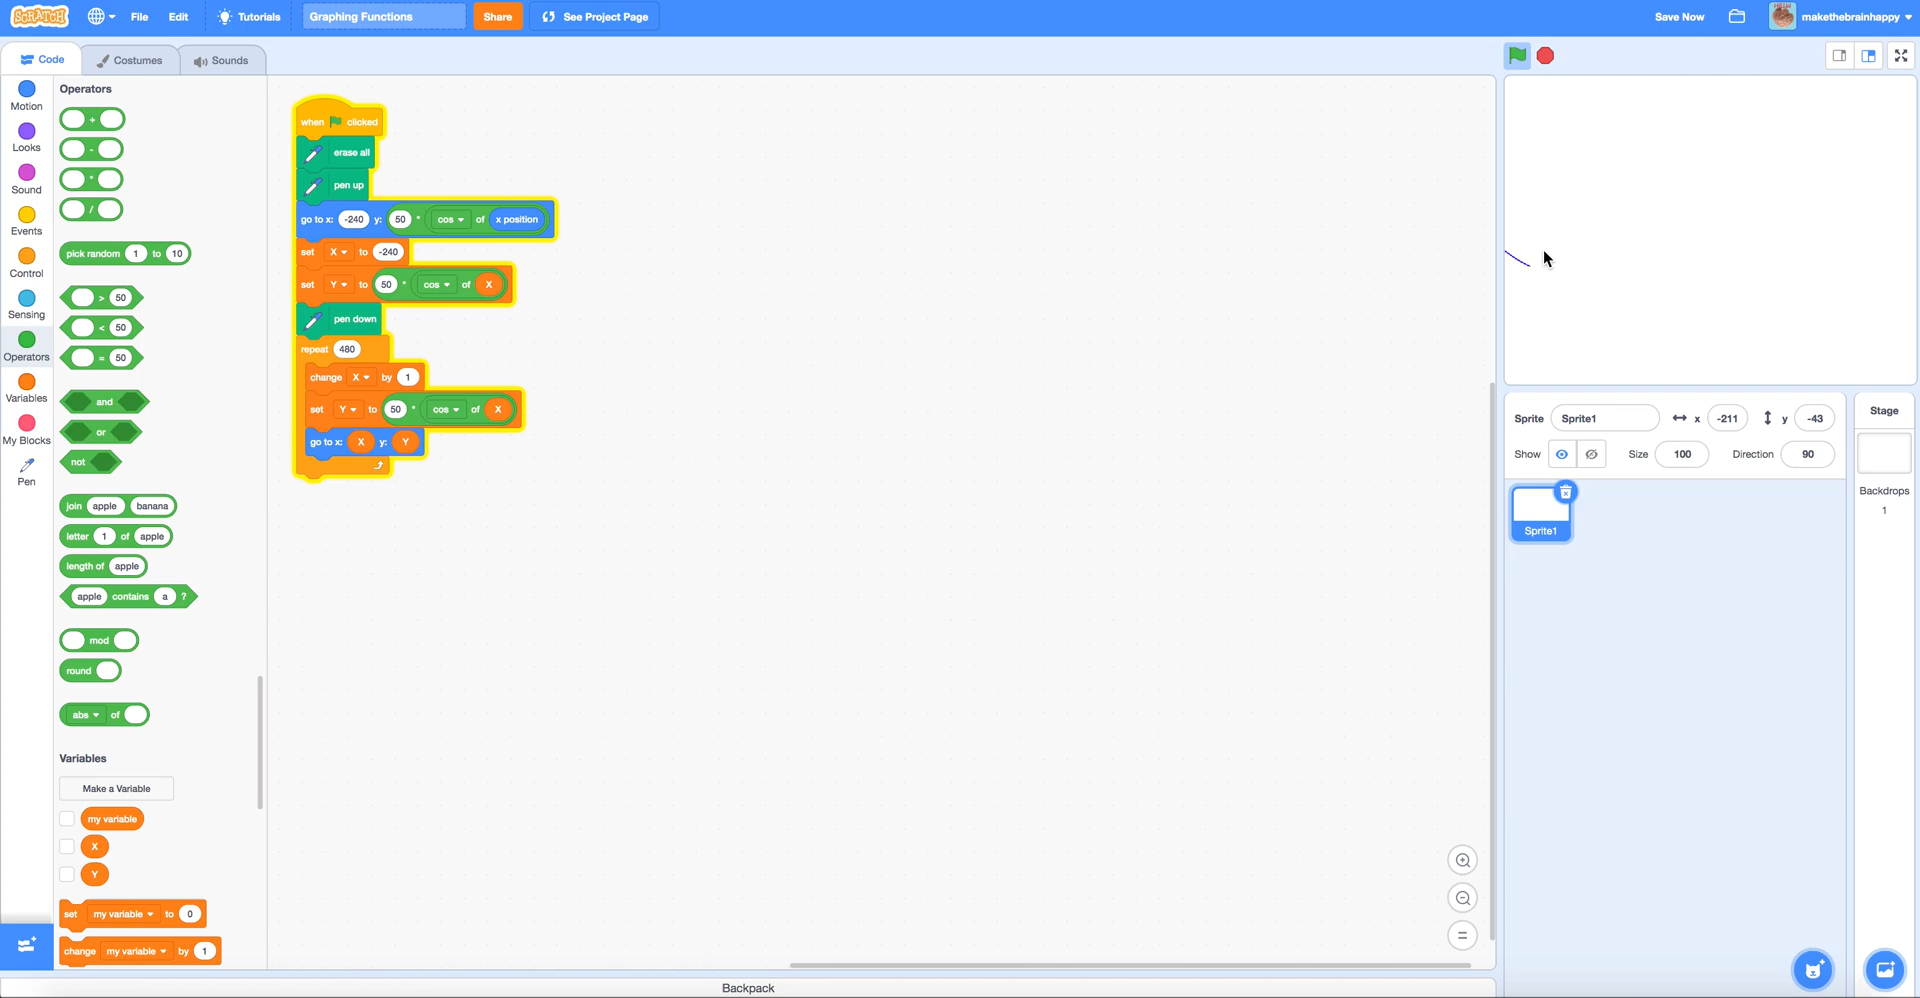 SCRATCH File Edit Tutorials Graphing Functions Share See Project Page Save Now makethebrainhappy
Code Costumes Sounds
Motion
Looks
Sound
Events
Control
Sensing
Operators
Variables
My Blocks
Pen
Operators
+
-
*
/
pick random 1 to 10
> 50
< 50
= 50
and
or
not
join apple banana
letter 1 of apple
length of apple
apple contains a ?
mod
round
abs of
Variables
Make a Variable
my variable
X
Y
set my variable to 0
change my variable by 1
when clicked
erase all
pen up
go to x: -240 y: 50 * cos of x position
set X to -240
set Y to 50 * cos of X
pen down
repeat 480
change X by 1
set Y to 50 * cos of X
go to x: X y: Y
Sprite Sprite1 x -211 y -43
Show Size 100 Direction 90
Sprite1
Stage
Backdrops
1
Backpack